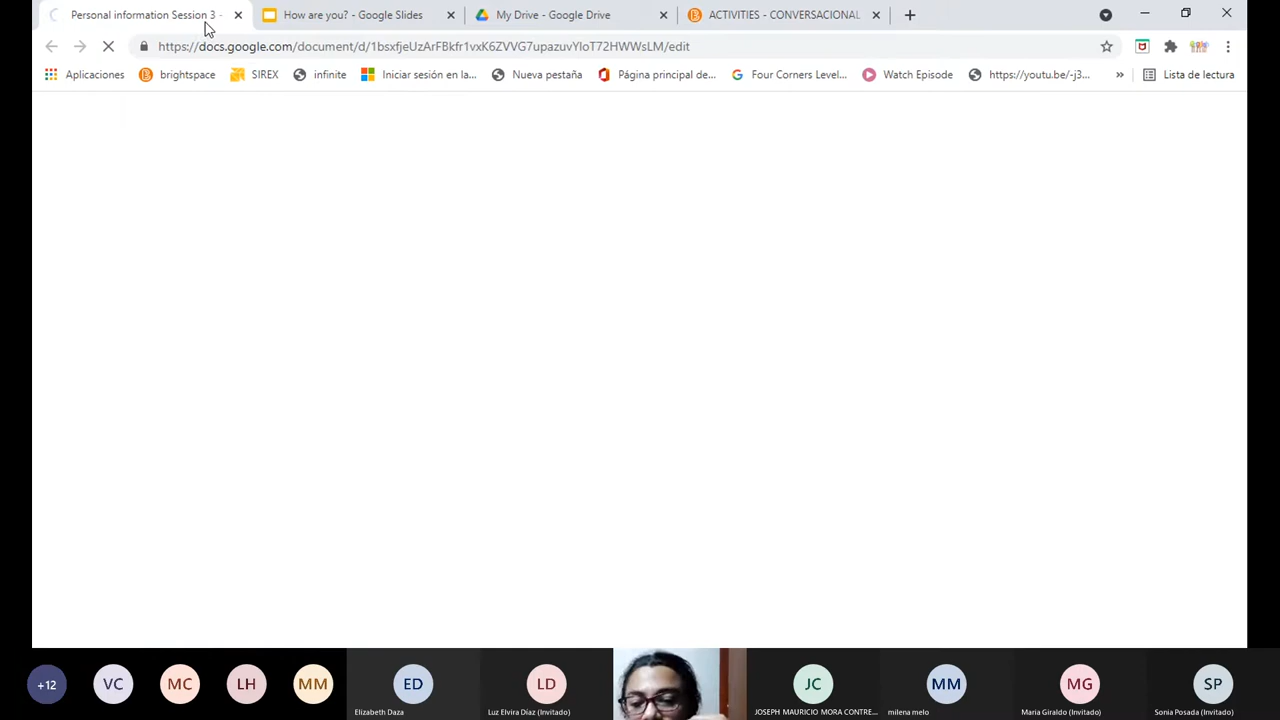 Personal information Session 3 -
How are you? - Google Slides
My Drive - Google Drive
ACTIVITIES - CONVERSACIONAL
https://docs.google.com/document/d/1bsxfjeUzArFBkfr1vxK6ZVVG7upazuvYloT72HWWsLM/edit
Aplicaciones
brightspace
SIREX
infinite
Iniciar sesión en la...
Nueva pestaña
Página principal de...
Four Corners Level...
Watch Episode
https://youtu.be/-j3...
»
Lista de lectura
+12
VC
MC
LH
MM
ED
LD
JC
MM
MG
SP
Elizabeth Daza
Luz Elvira Díaz (Invitado)
JOSEPH MAURICIO MORA CONTRE...
milena melo
Maria Giraldo (Invitado)
Sonia Posada (Invitado)